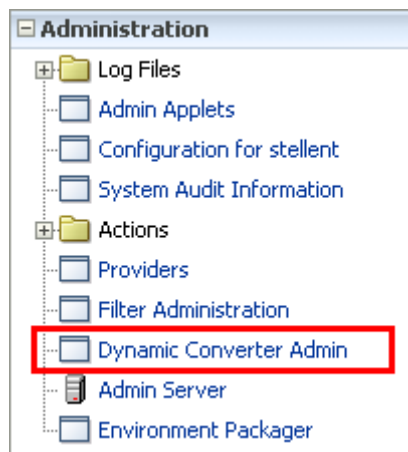 Administration
Log Files
Admin Applets
Configuration for stellent
System Audit Information
Actions
Providers
Filter Administration
Dynamic Converter Admin
Admin Server
Environment Packager